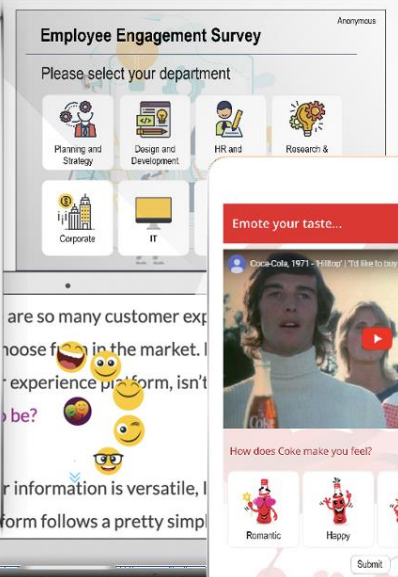 Anonymous
Employee Engagement Survey
Please select your department
Planning and
Strategy
Design and
Development
HR and
Research &
Corporate
IT
are so many customer exp
in the market. I
experience platform, isn't
be?
r information is versatile, I
form follows a pretty simpl
Emote your taste...
Coca-Cola, 1971 - 'Hilltop' | "I'd like to buy
Coke
How does Coke make you feel?
Romantic
Happy
Submit